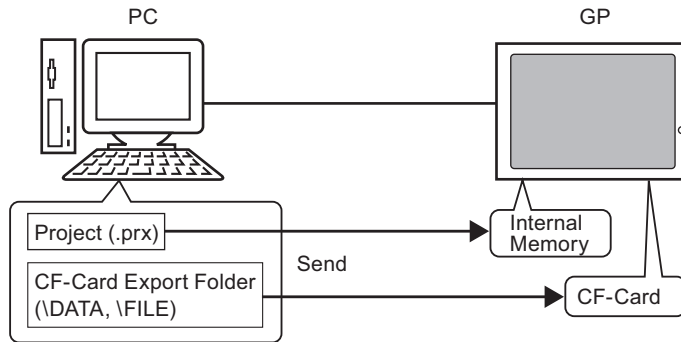 PC
GP
Project (.prx)
Internal
Memory
Send
CF-Card Export Folder
(\DATA, \FILE)
CF-Card